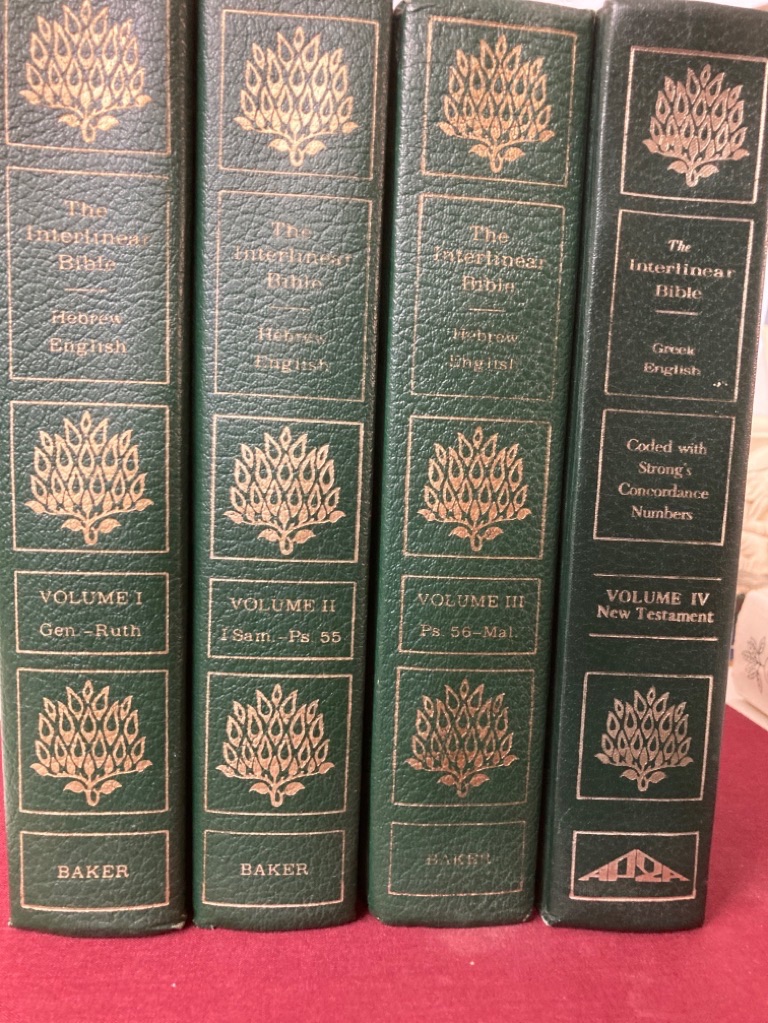 The
Interlinear
Bible
Hebrew
English
VOLUME I
Gen.-Ruth
BAKER
The
Interlinear
Bible
Hebrew
English
VOLUME II
I Sam.-Ps. 55
BAKER
The
Interlinear
Bible
Hebrew
English
VOLUME III
Ps. 56-Mal.
BAKER
The
Interlinear
Bible
Greek
English
Coded with
Strong's
Concordance
Numbers
VOLUME IV
New Testament